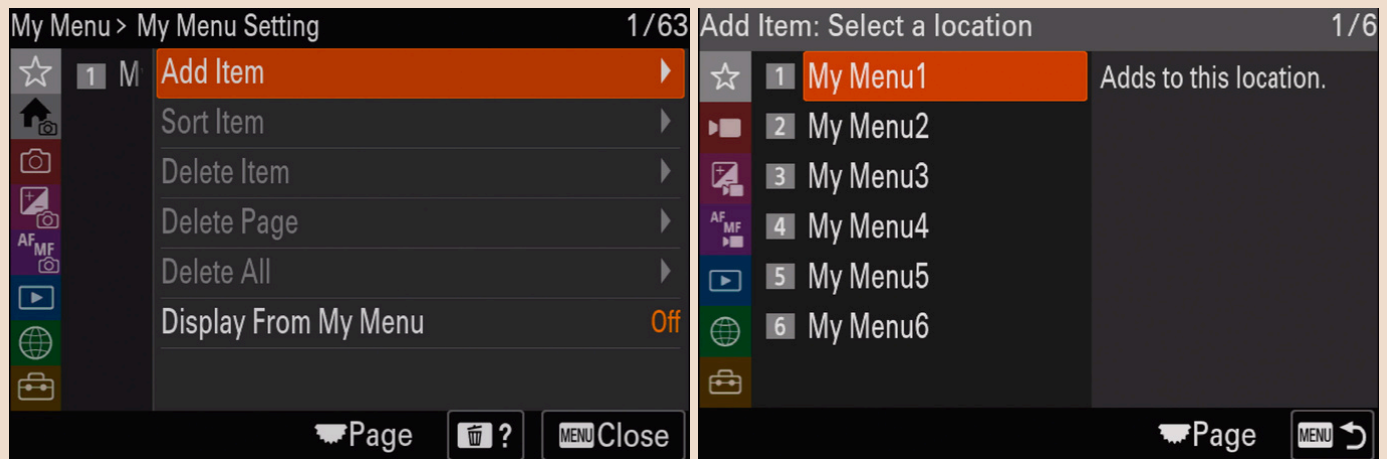 My Menu > My Menu Setting 1/63
1 M
Add Item
Sort Item
Delete Item
Delete Page
Delete All
Display From My Menu Off
AF MF
Page ? MENU Close
Add Item: Select a location 1/6
1 My Menu1 Adds to this location.
2 My Menu2
3 My Menu3
4 My Menu4
5 My Menu5
6 My Menu6
AF MF
Page MENU